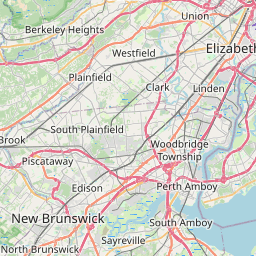 Union
Berkeley Heights
Elizabeth
Westfield
Plainfield
Clark
Linden
South Plainfield
Brook
Woodbridge
Township
Piscataway
Edison
Perth Amboy
New Brunswick
South Amboy
Sayreville
North Brunswick